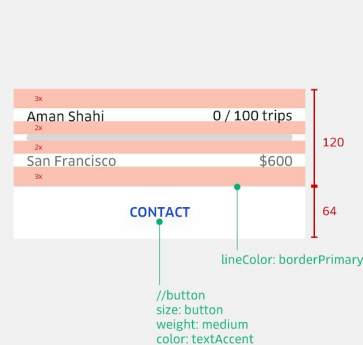 3x
Aman Shahi 0 / 100 trips
2x
2x
San Francisco $600
3x
120
CONTACT
64
lineColor: borderPrimary
//button
size: button
weight: medium
color: textAccent